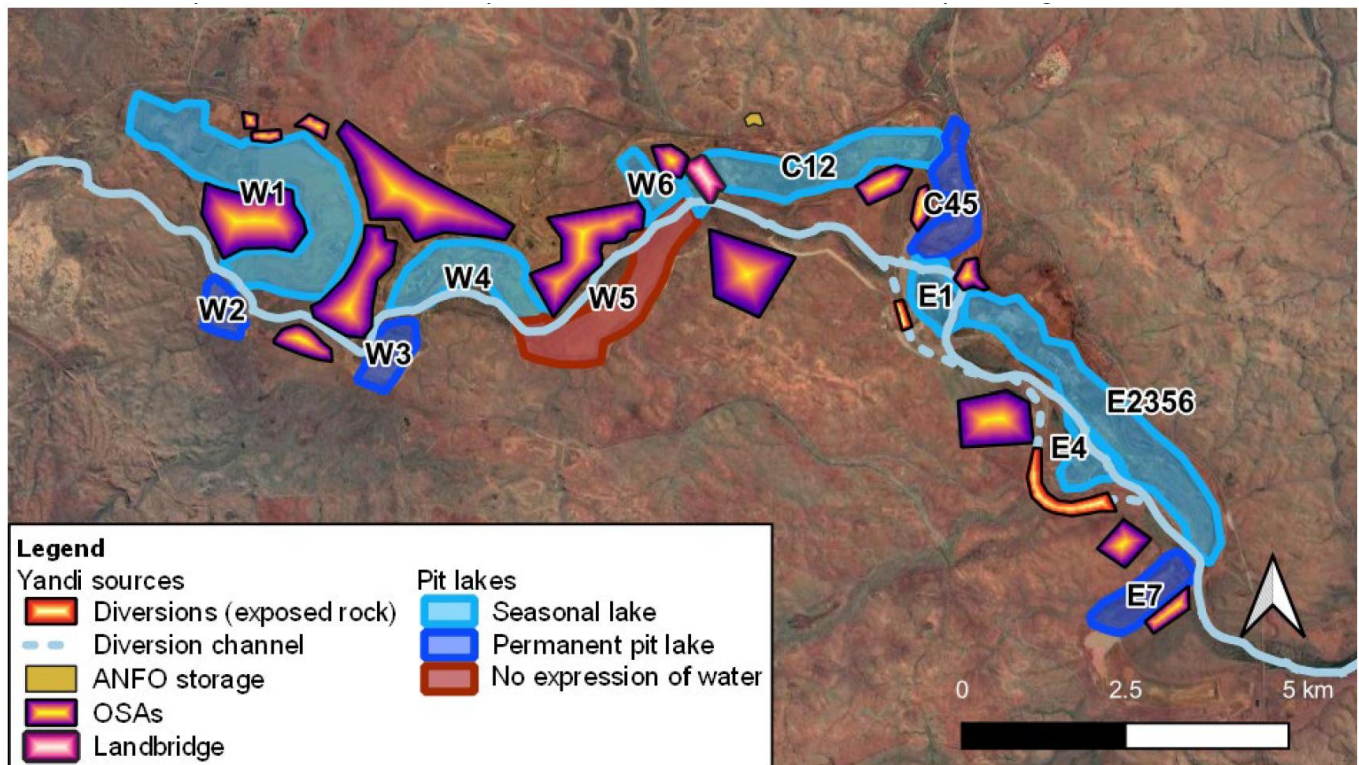 W1
W6
C12
C45
W4
W2
W5
E1
W3
E2356
E4
Legend
Yandi sources
Diversions (exposed rock)
Diversion channel
ANFO storage
OSAs
Landbridge
Pit lakes
Seasonal lake
Permanent pit lake
No expression of water
E7
0 2.5 5 km